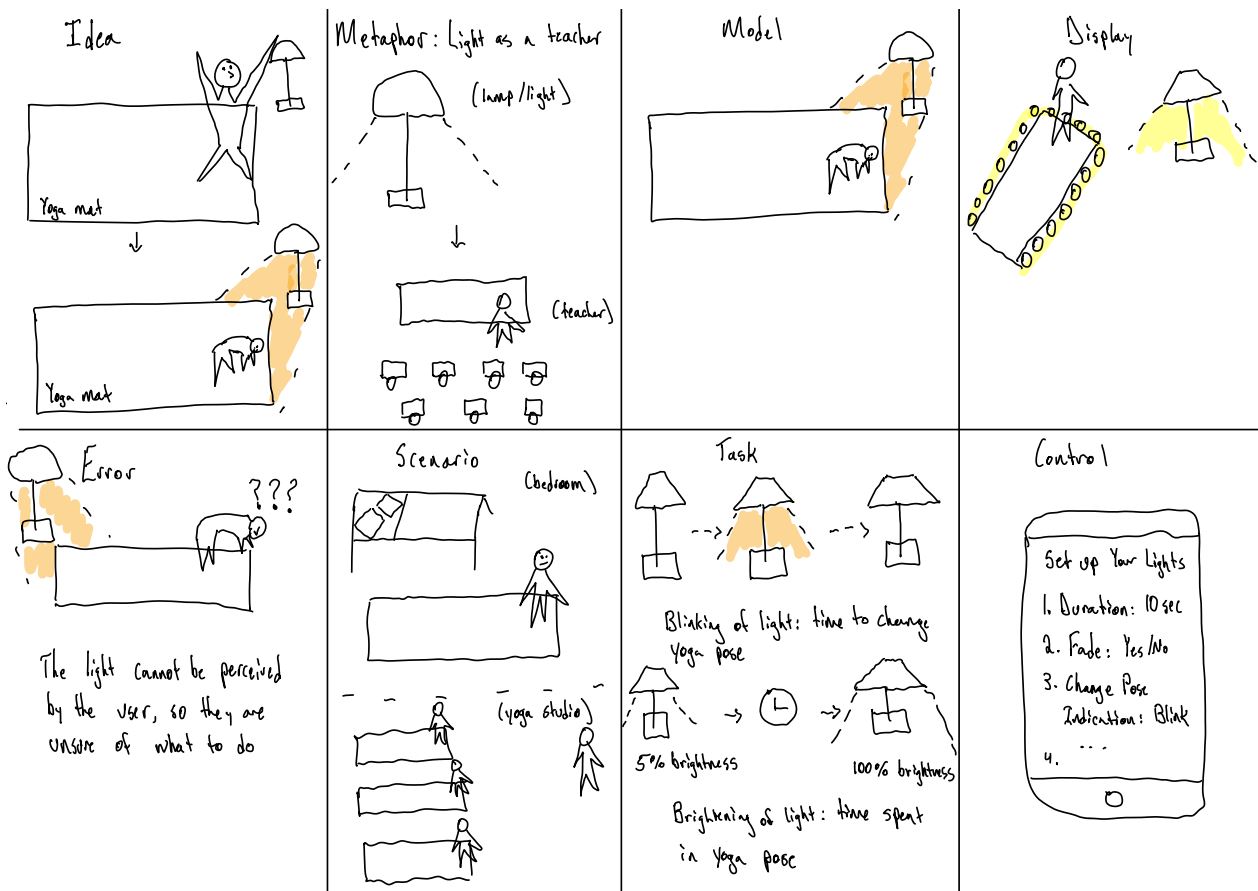 Idea
Yoga mat
Yoga mat
Metaphor: Light as a teacher
(lamp/light)
(teacher)
Model
Display
Error
???
The light cannot be perceived
by the user, so they are
unsure of what to do
Scenario
(bedroom)
(yoga studio)
Task
Blinking of light: time to change
Yoga pose
5% brightness
100% brightness
Brightening of light: time spent
in Yoga pose
Control
Set up Your Lights
1. Duration: 10 sec
2. Fade: Yes/No
3. Change Pose
Indication: Blink
...
4.